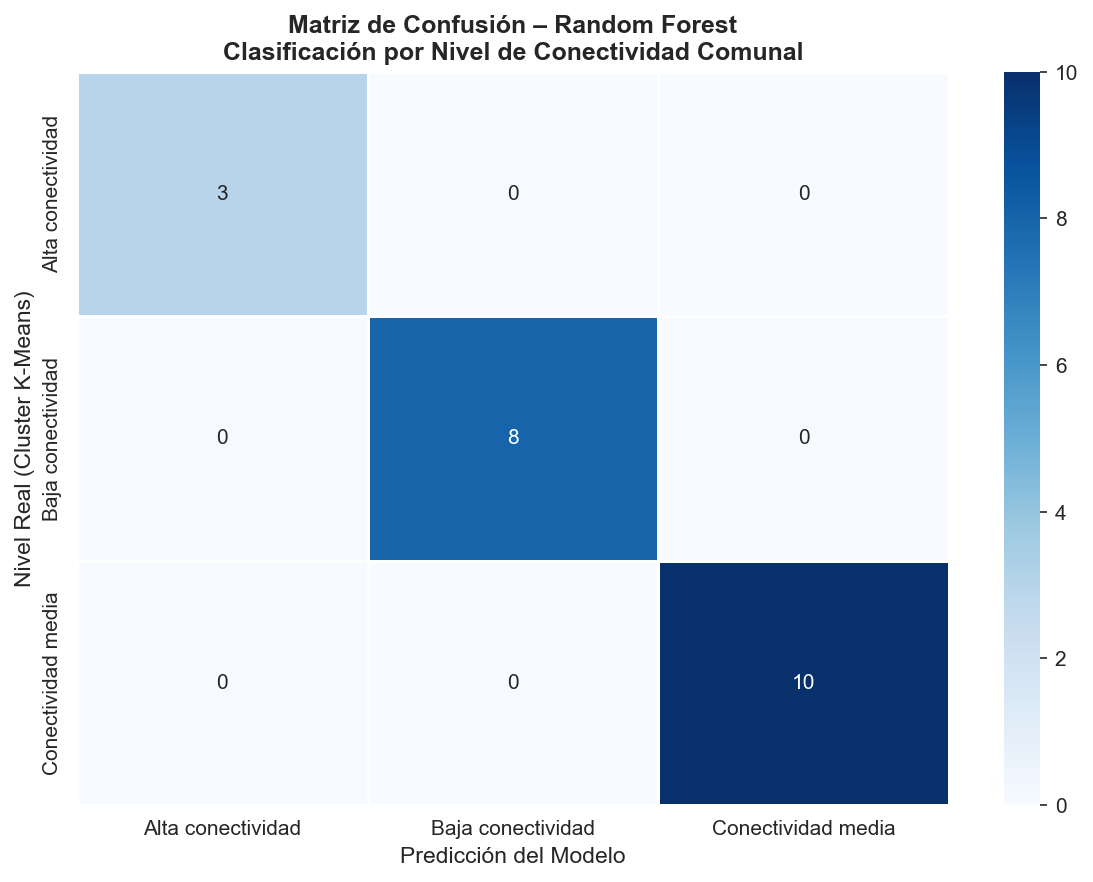 Matriz de Confusión – Random Forest
Clasificación por Nivel de Conectividad Comunal
Nivel Real (Cluster K-Means)
Alta conectividad
3
0
0
Baja conectividad
0
8
0
Conectividad media
0
0
10
Alta conectividad
Baja conectividad
Conectividad media
Predicción del Modelo
10
8
6
4
2
0